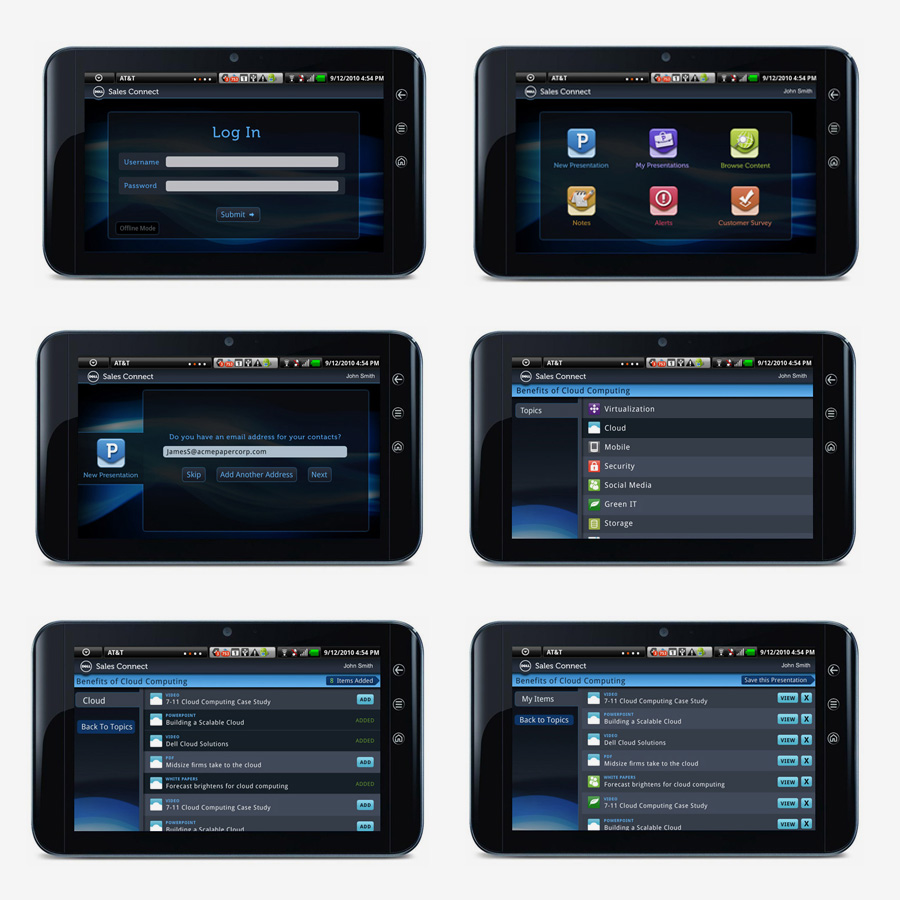 AT&T 9/12/2010 4:54 PM
DELL Sales Connect
Log In
Username
Password
Submit
Offline Mode
AT&T 9/12/2010 4:54 PM
DELL Sales Connect John Smith
New Presentation My Presentations Browse Content
Notes Alerts Customer Survey
AT&T 9/12/2010 4:54 PM
DELL Sales Connect John Smith
Do you have an email address for your contacts?
JamesS@acmepapercorp.com
Skip Add Another Address Next
P
New Presentation
AT&T 9/12/2010 4:54 PM
DELL Sales Connect John Smith
Benefits of Cloud Computing
Topics
Virtualization
Cloud
Mobile
Security
Social Media
Green IT
Storage
AT&T 9/12/2010 4:54 PM
DELL Sales Connect John Smith
Benefits of Cloud Computing 8 Items Added
Cloud
Back To Topics
VIDEO
7-11 Cloud Computing Case Study ADD
POWERPOINT
Building a Scalable Cloud ADDED
VIDEO
Dell Cloud Solutions ADDED
PDF
Midsize firms take to the cloud ADD
WHITE PAPERS
Forecast brightens for cloud computing ADDED
VIDEO
7-11 Cloud Computing Case Study ADD
POWERPOINT
Building a Scalable Cloud ADD
AT&T 9/12/2010 4:54 PM
DELL Sales Connect John Smith
Benefits of Cloud Computing Save this Presentation
My Items
Back to Topics
VIDEO
7-11 Cloud Computing Case Study VIEW X
POWERPOINT
Building a Scalable Cloud VIEW X
VIDEO
Dell Cloud Solutions VIEW X
PDF
Midsize firms take to the cloud VIEW X
WHITE PAPERS
Forecast brightens for cloud computing VIEW X
VIDEO
7-11 Cloud Computing Case Study VIEW X
POWERPOINT
Building a Scalable Cloud VIEW X